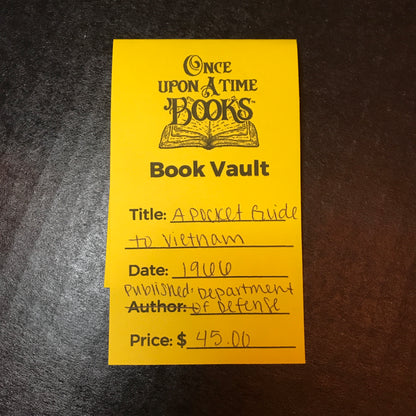 ONCE
UPON A TIME
BOOKS
Book Vault
Title: A Pocket Guide
to Vietnam
Date: 1966
Published: Department
Author: of Defense
Price: $ 45.00